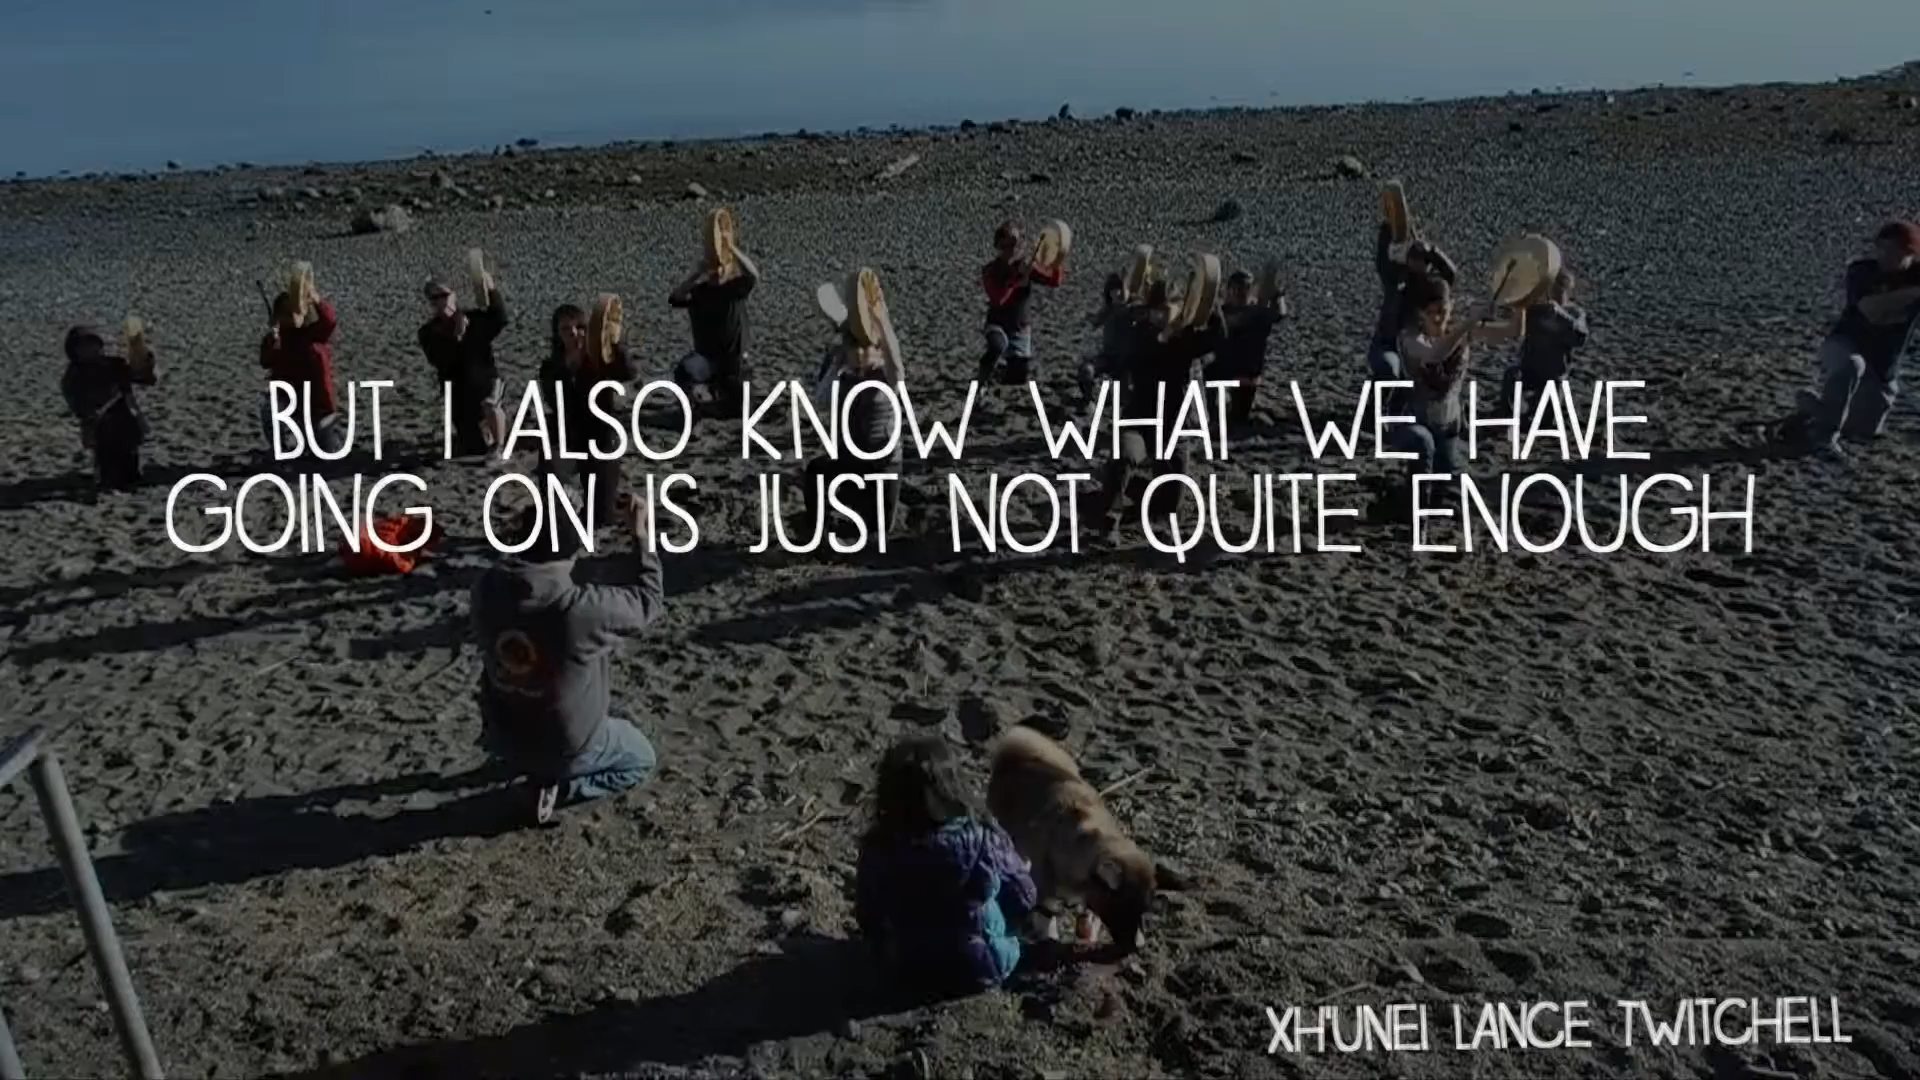 BUT I ALSO KNOW WHAT WE HAVE
GOING ON IS JUST NOT QUITE ENOUGH
XH'UNEI LANCE TWITCHELL